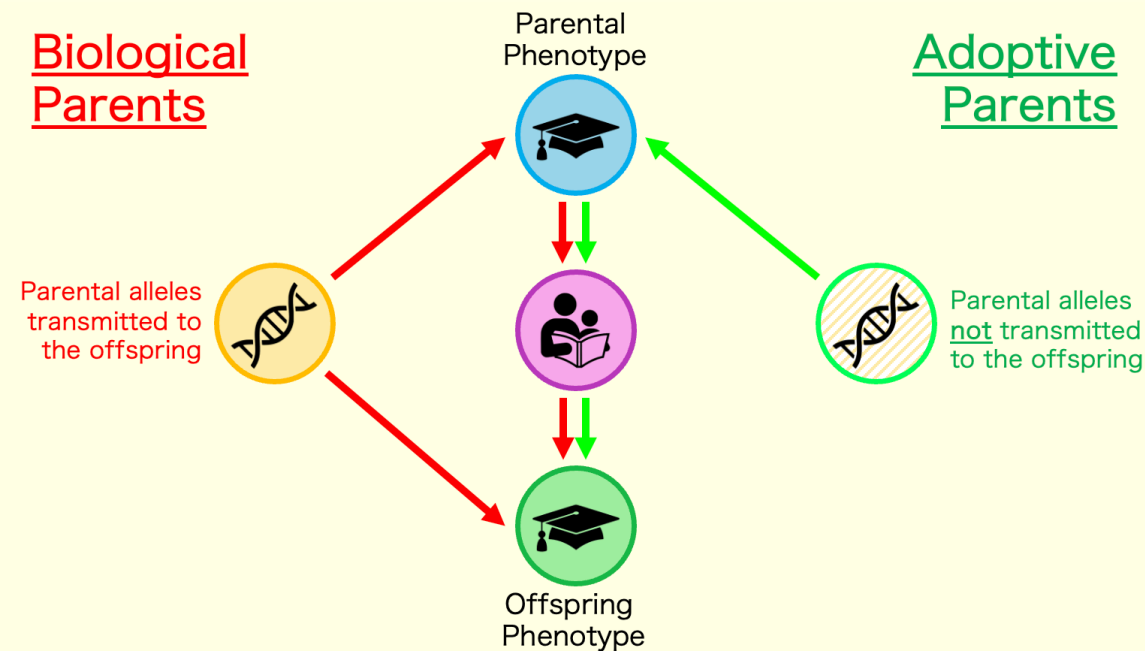 Biological
Parents
Parental
Phenotype
Adoptive
Parents
Parental alleles
transmitted to
the offspring
Parental alleles
not transmitted
to the offspring
Offspring
Phenotype